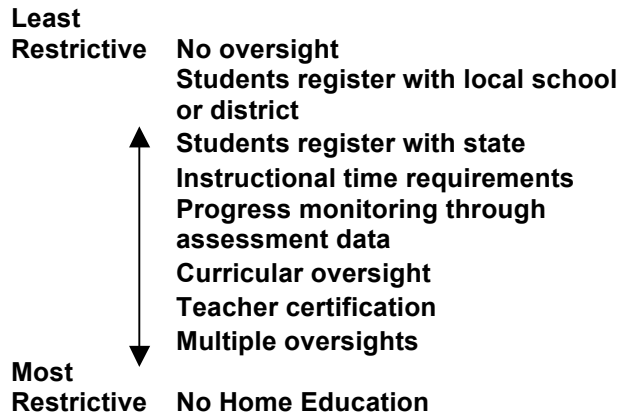 Least
Restrictive No oversight
Students register with local school
or district
Students register with state
Instructional time requirements
Progress monitoring through
assessment data
Curricular oversight
Teacher certification
Multiple oversights
Most
Restrictive No Home Education